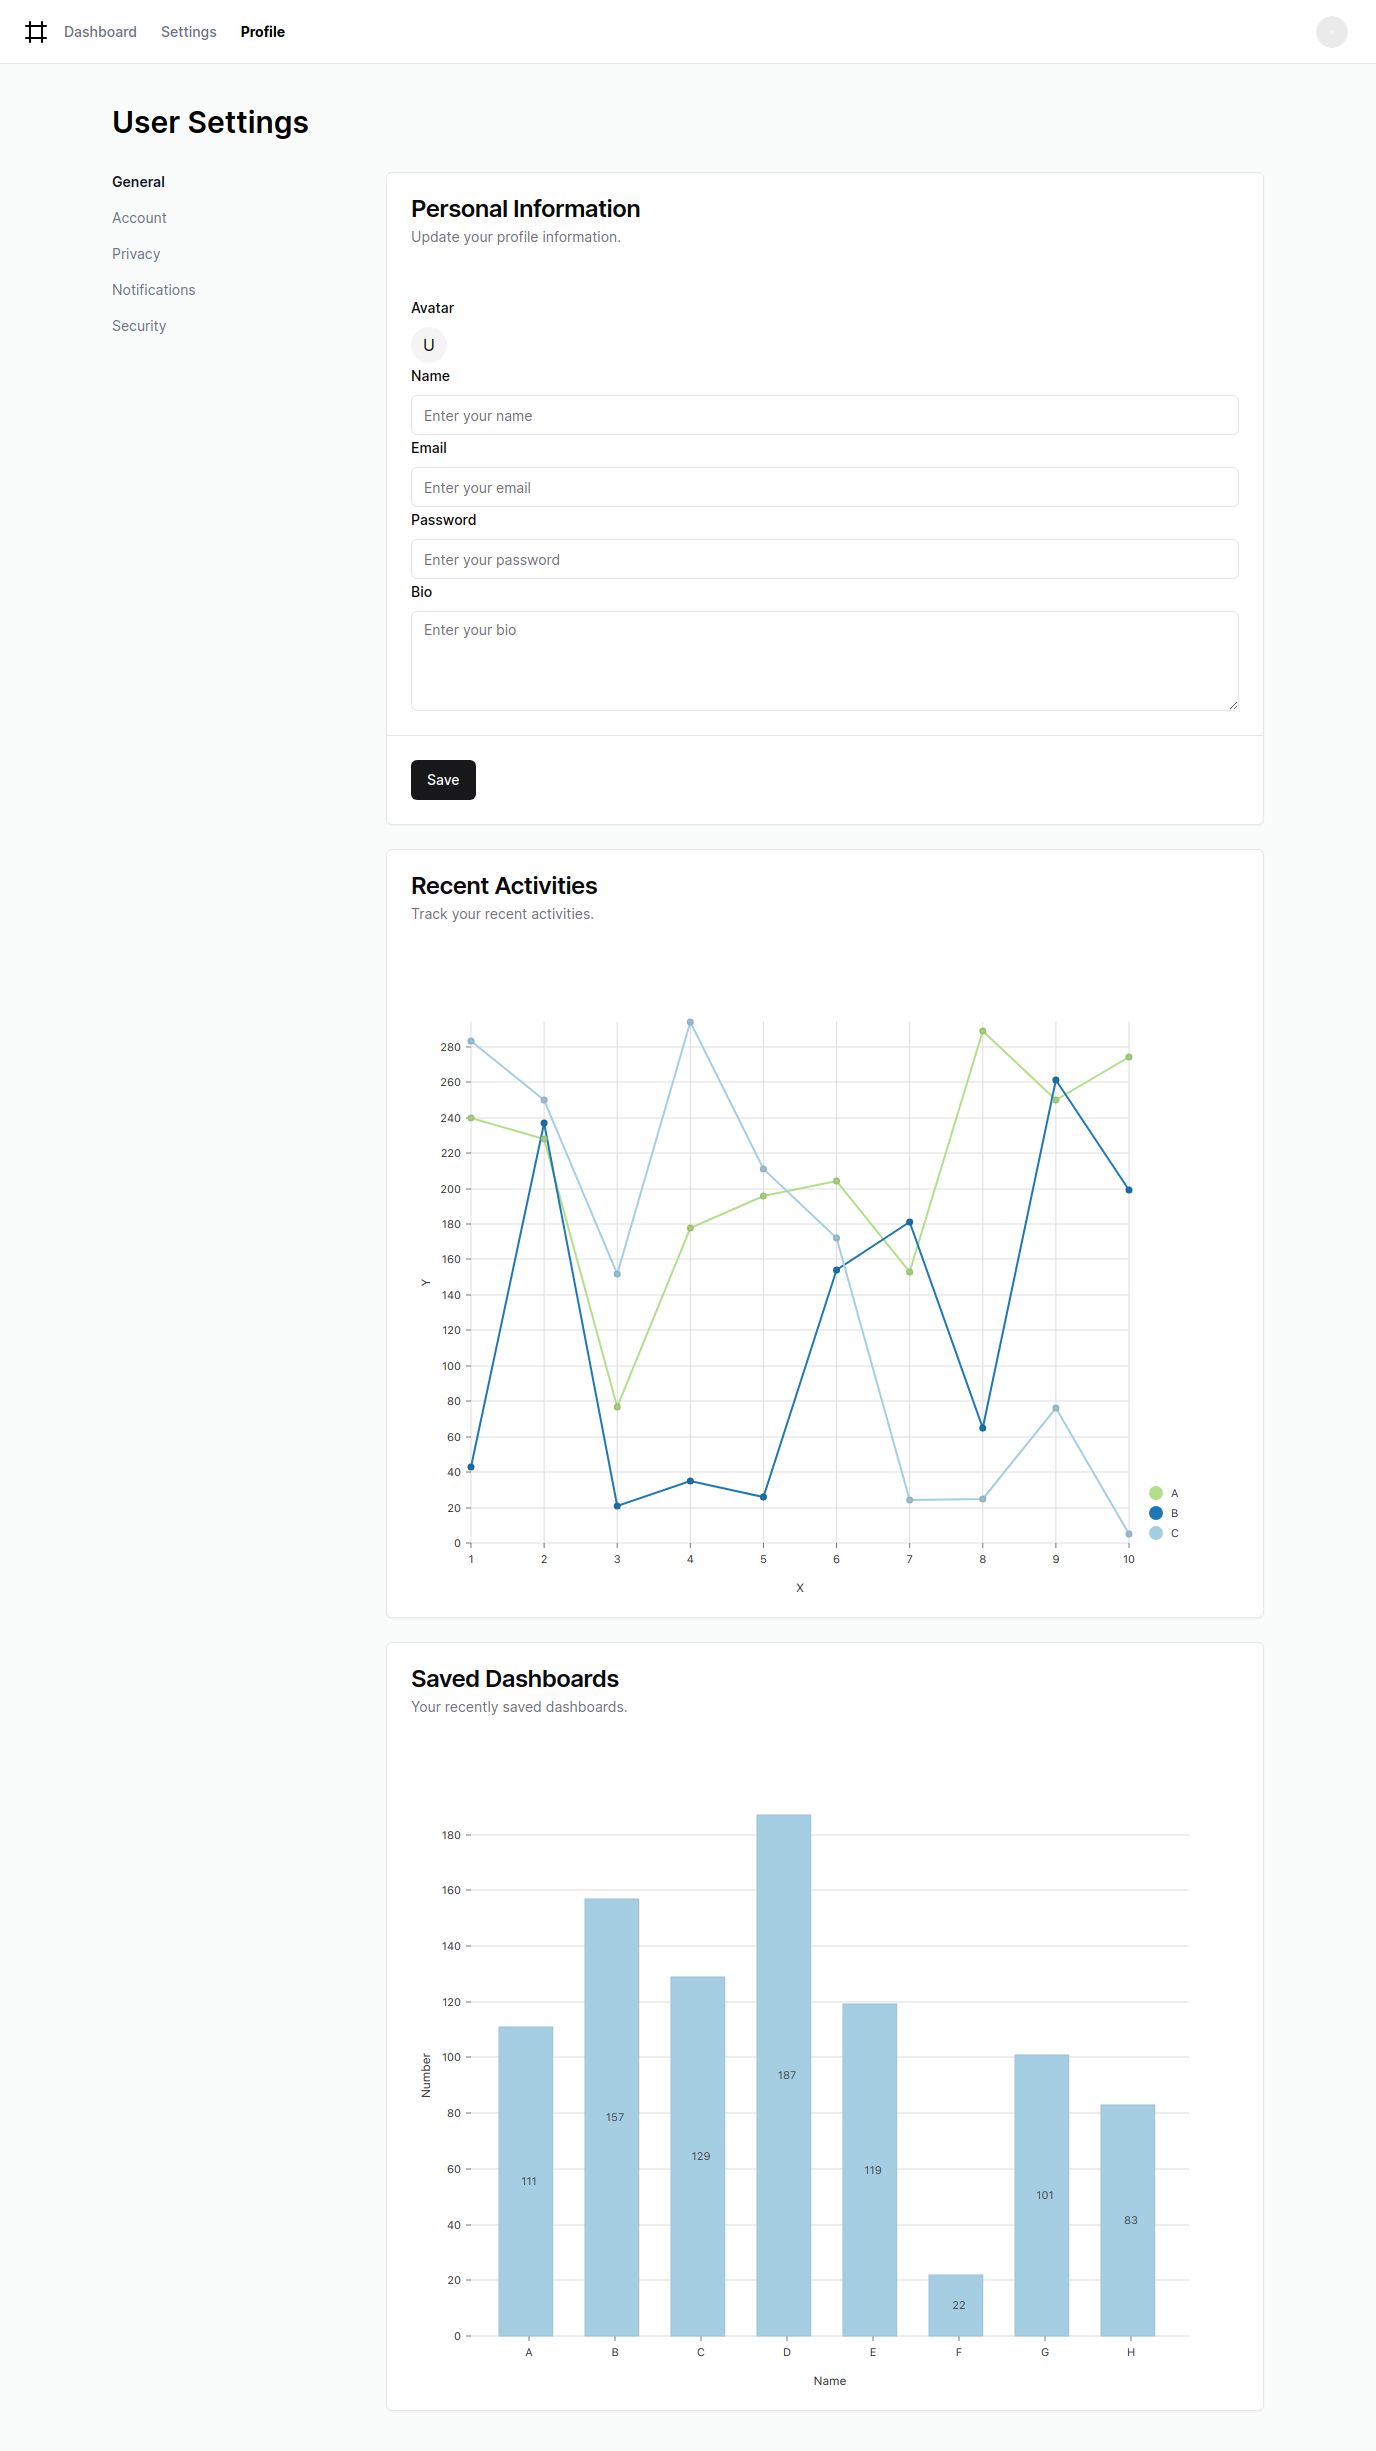 Dashboard Settings Profile
User Settings
General
Account
Privacy
Notifications
Security
Personal Information
Update your profile information.
Avatar
U
Name
Enter your name
Email
Enter your email
Password
Enter your password
Bio
Enter your bio
Save
Recent Activities
Track your recent activities.
280
260
240
220
200
180
160
140
120
100
80
60
40
20
0
Y
1 2 3 4 5 6 7 8 9 10
X
A
B
C
Saved Dashboards
Your recently saved dashboards.
180
160
140
120
100
80
60
40
20
0
Number
111
157
129
187
119
22
101
83
A B C D E F G H
Name